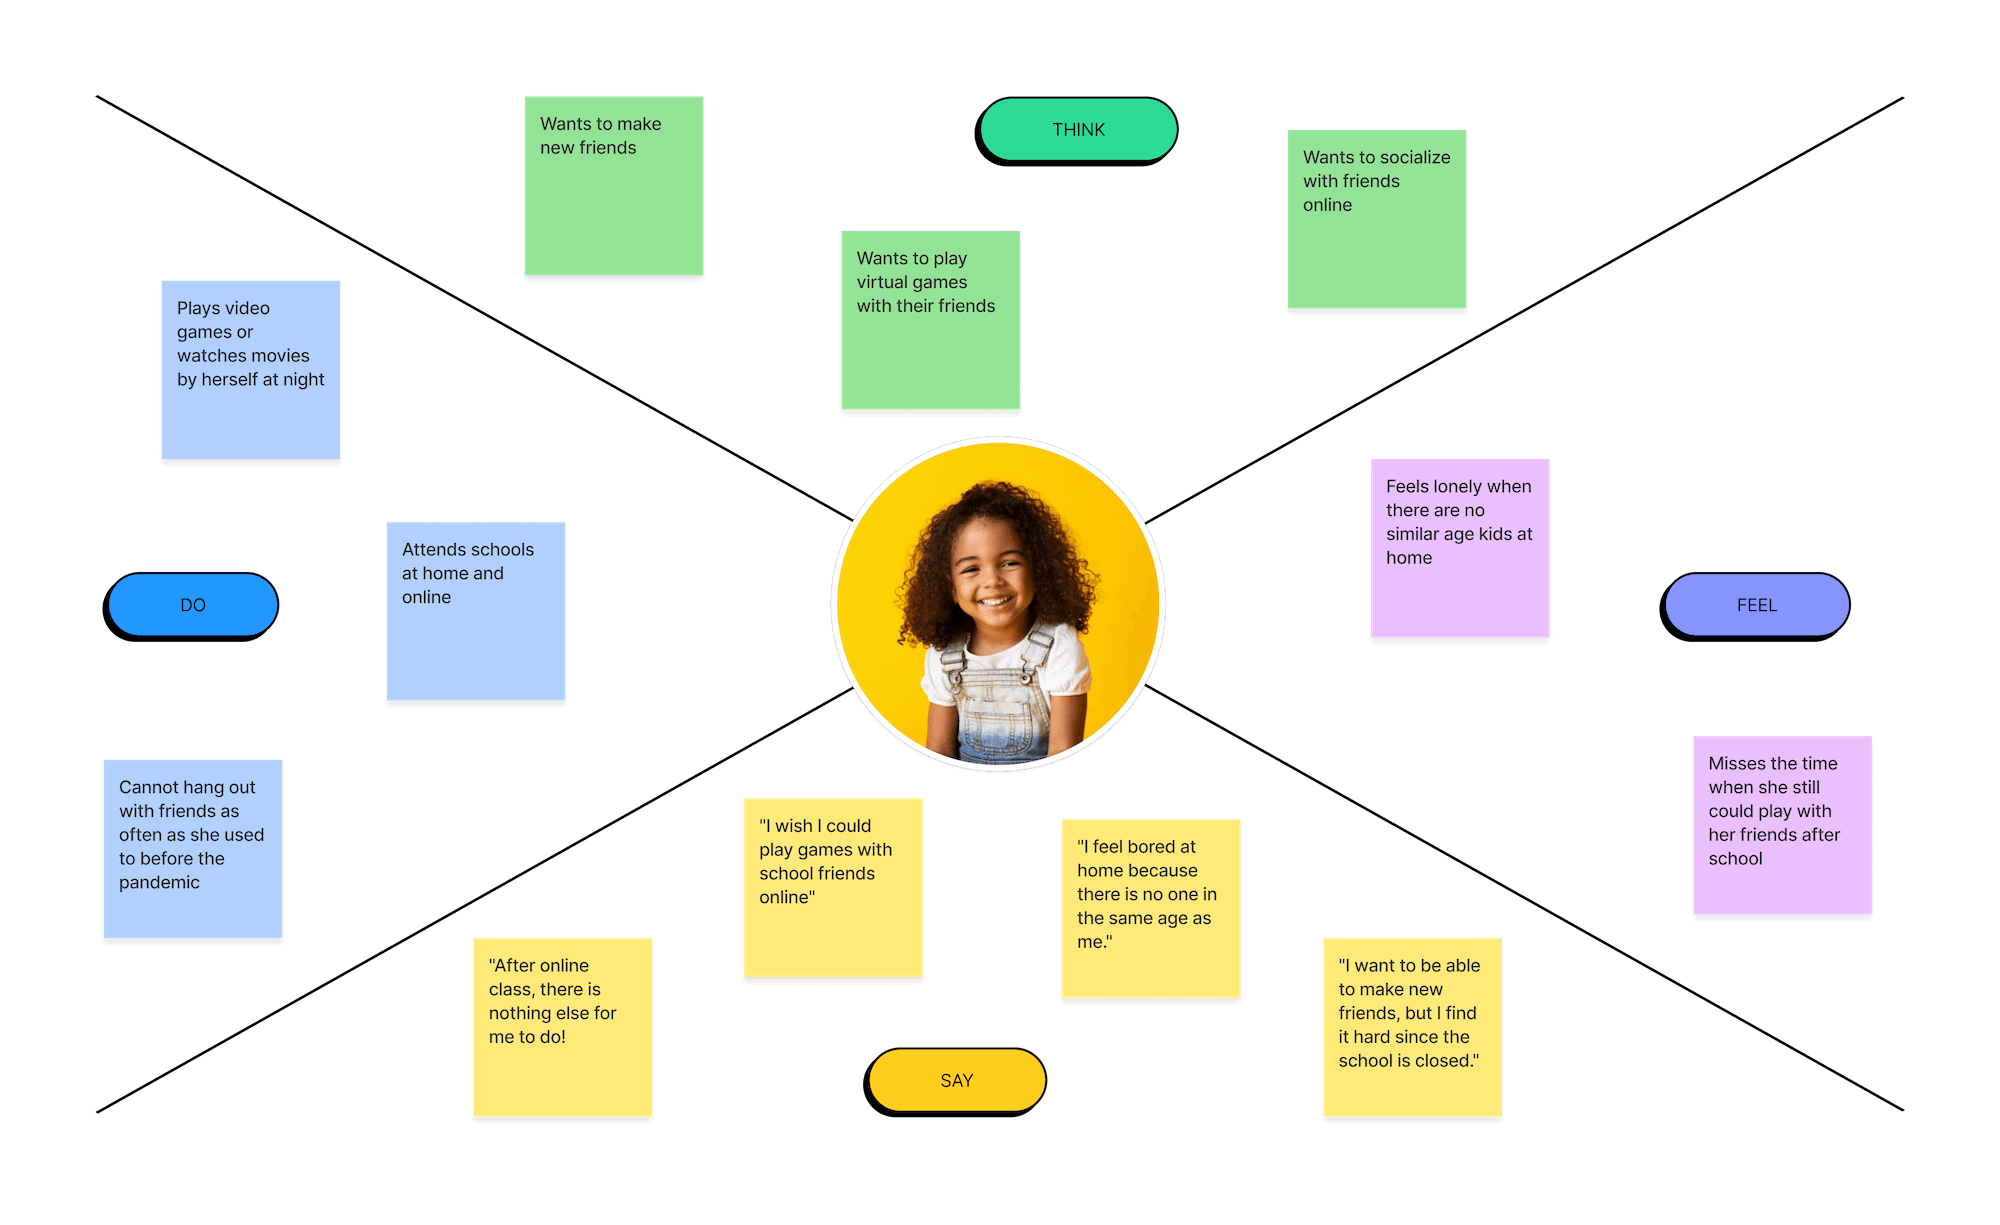 THINK
Wants to make
new friends
Wants to play
virtual games
with their friends
Wants to socialize
with friends
online
DO
Plays video
games or
watches movies
by herself at night
Attends schools
at home and
online
Cannot hang out
with friends as
often as she used
to before the
pandemic
FEEL
Feels lonely when
there are no
similar age kids at
home
Misses the time
when she still
could play with
her friends after
school
"After online
class, there is
nothing else for
me to do!
"I wish I could
play games with
school friends
online"
"I feel bored at
home because
there is no one in
the same age as
me."
"I want to be able
to make new
friends, but I find
it hard since the
school is closed."
SAY